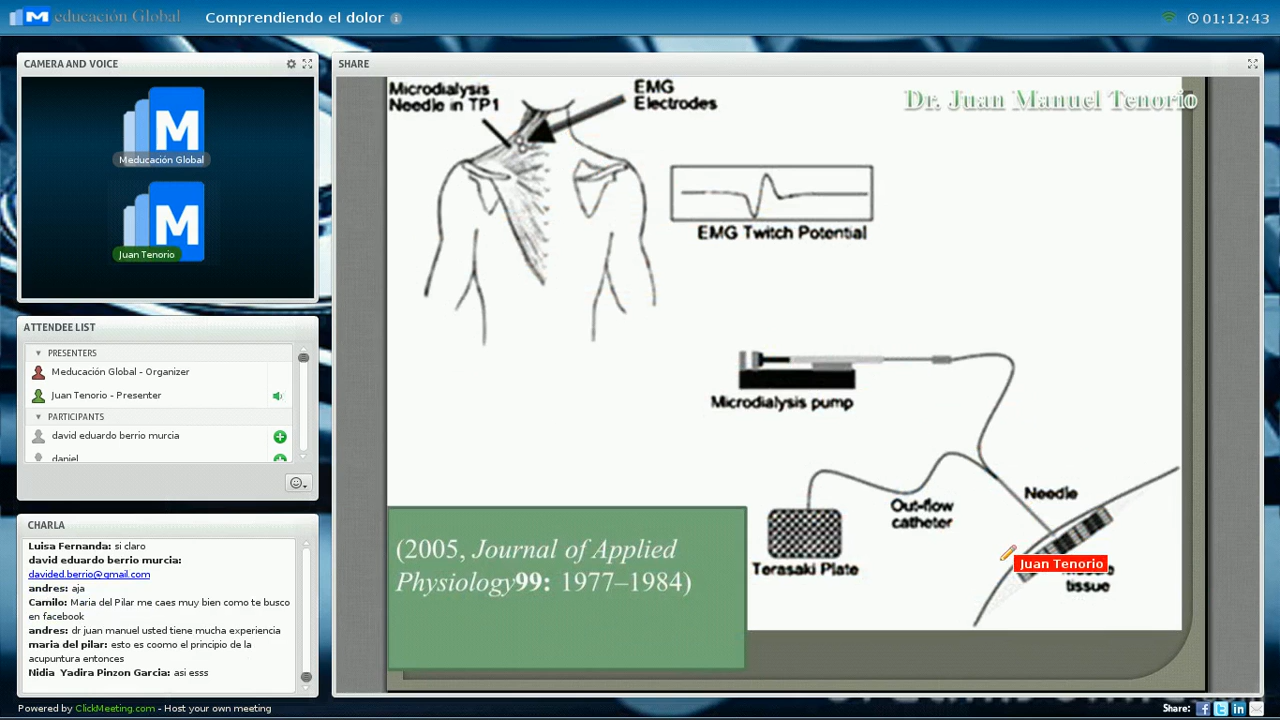 M educación Global
Comprendiendo el dolor
01:12:43
CAMERA AND VOICE
M
Meducación Global
M
Juan Tenorio
ATTENDEE LIST
PRESENTERS
Meducación Global - Organizer
Juan Tenorio - Presenter
PARTICIPANTS
david eduardo berrio murcia
daniel
CHARLA
Luisa Fernanda: si claro
david eduardo berrio murcia:
davided.berrio@gmail.com
andres: aja
Camilo: Maria del Pilar me caes muy bien como te busco
en facebook
andres: dr juan manuel usted tiene mucha experiencia
maria del pilar: esto es coomo el principio de la
acupuntura entonces
Nidia Yadira Pinzon Garcia: asi esss
SHARE
Microdialysis
Needle in TP1
EMG
Electrodes
Dr. Juan Manuel Tenorio
EMG Twitch Potential
Microdialysis pump
Needle
Out-flow
catheter
Terasaki Plate
Juan Tenorio
tissue
(2005, Journal of Applied
Physiology99: 1977–1984)
Powered by ClickMeeting.com - Host your own meeting
Share: